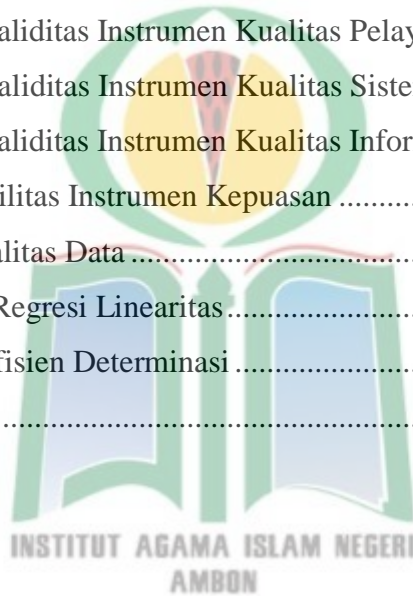 aliditas Instrumen Kualitas Pelay
aliditas Instrumen Kualitas Siste
aliditas Instrumen Kualitas Infor
ilitas Instrumen Kepuasan ..........
alitas Data ....................................
Regresi Linearitas .........................
fisien Determinasi ........................
........................................................
INSTITUT AGAMA ISLAM NEGERI
AMBON